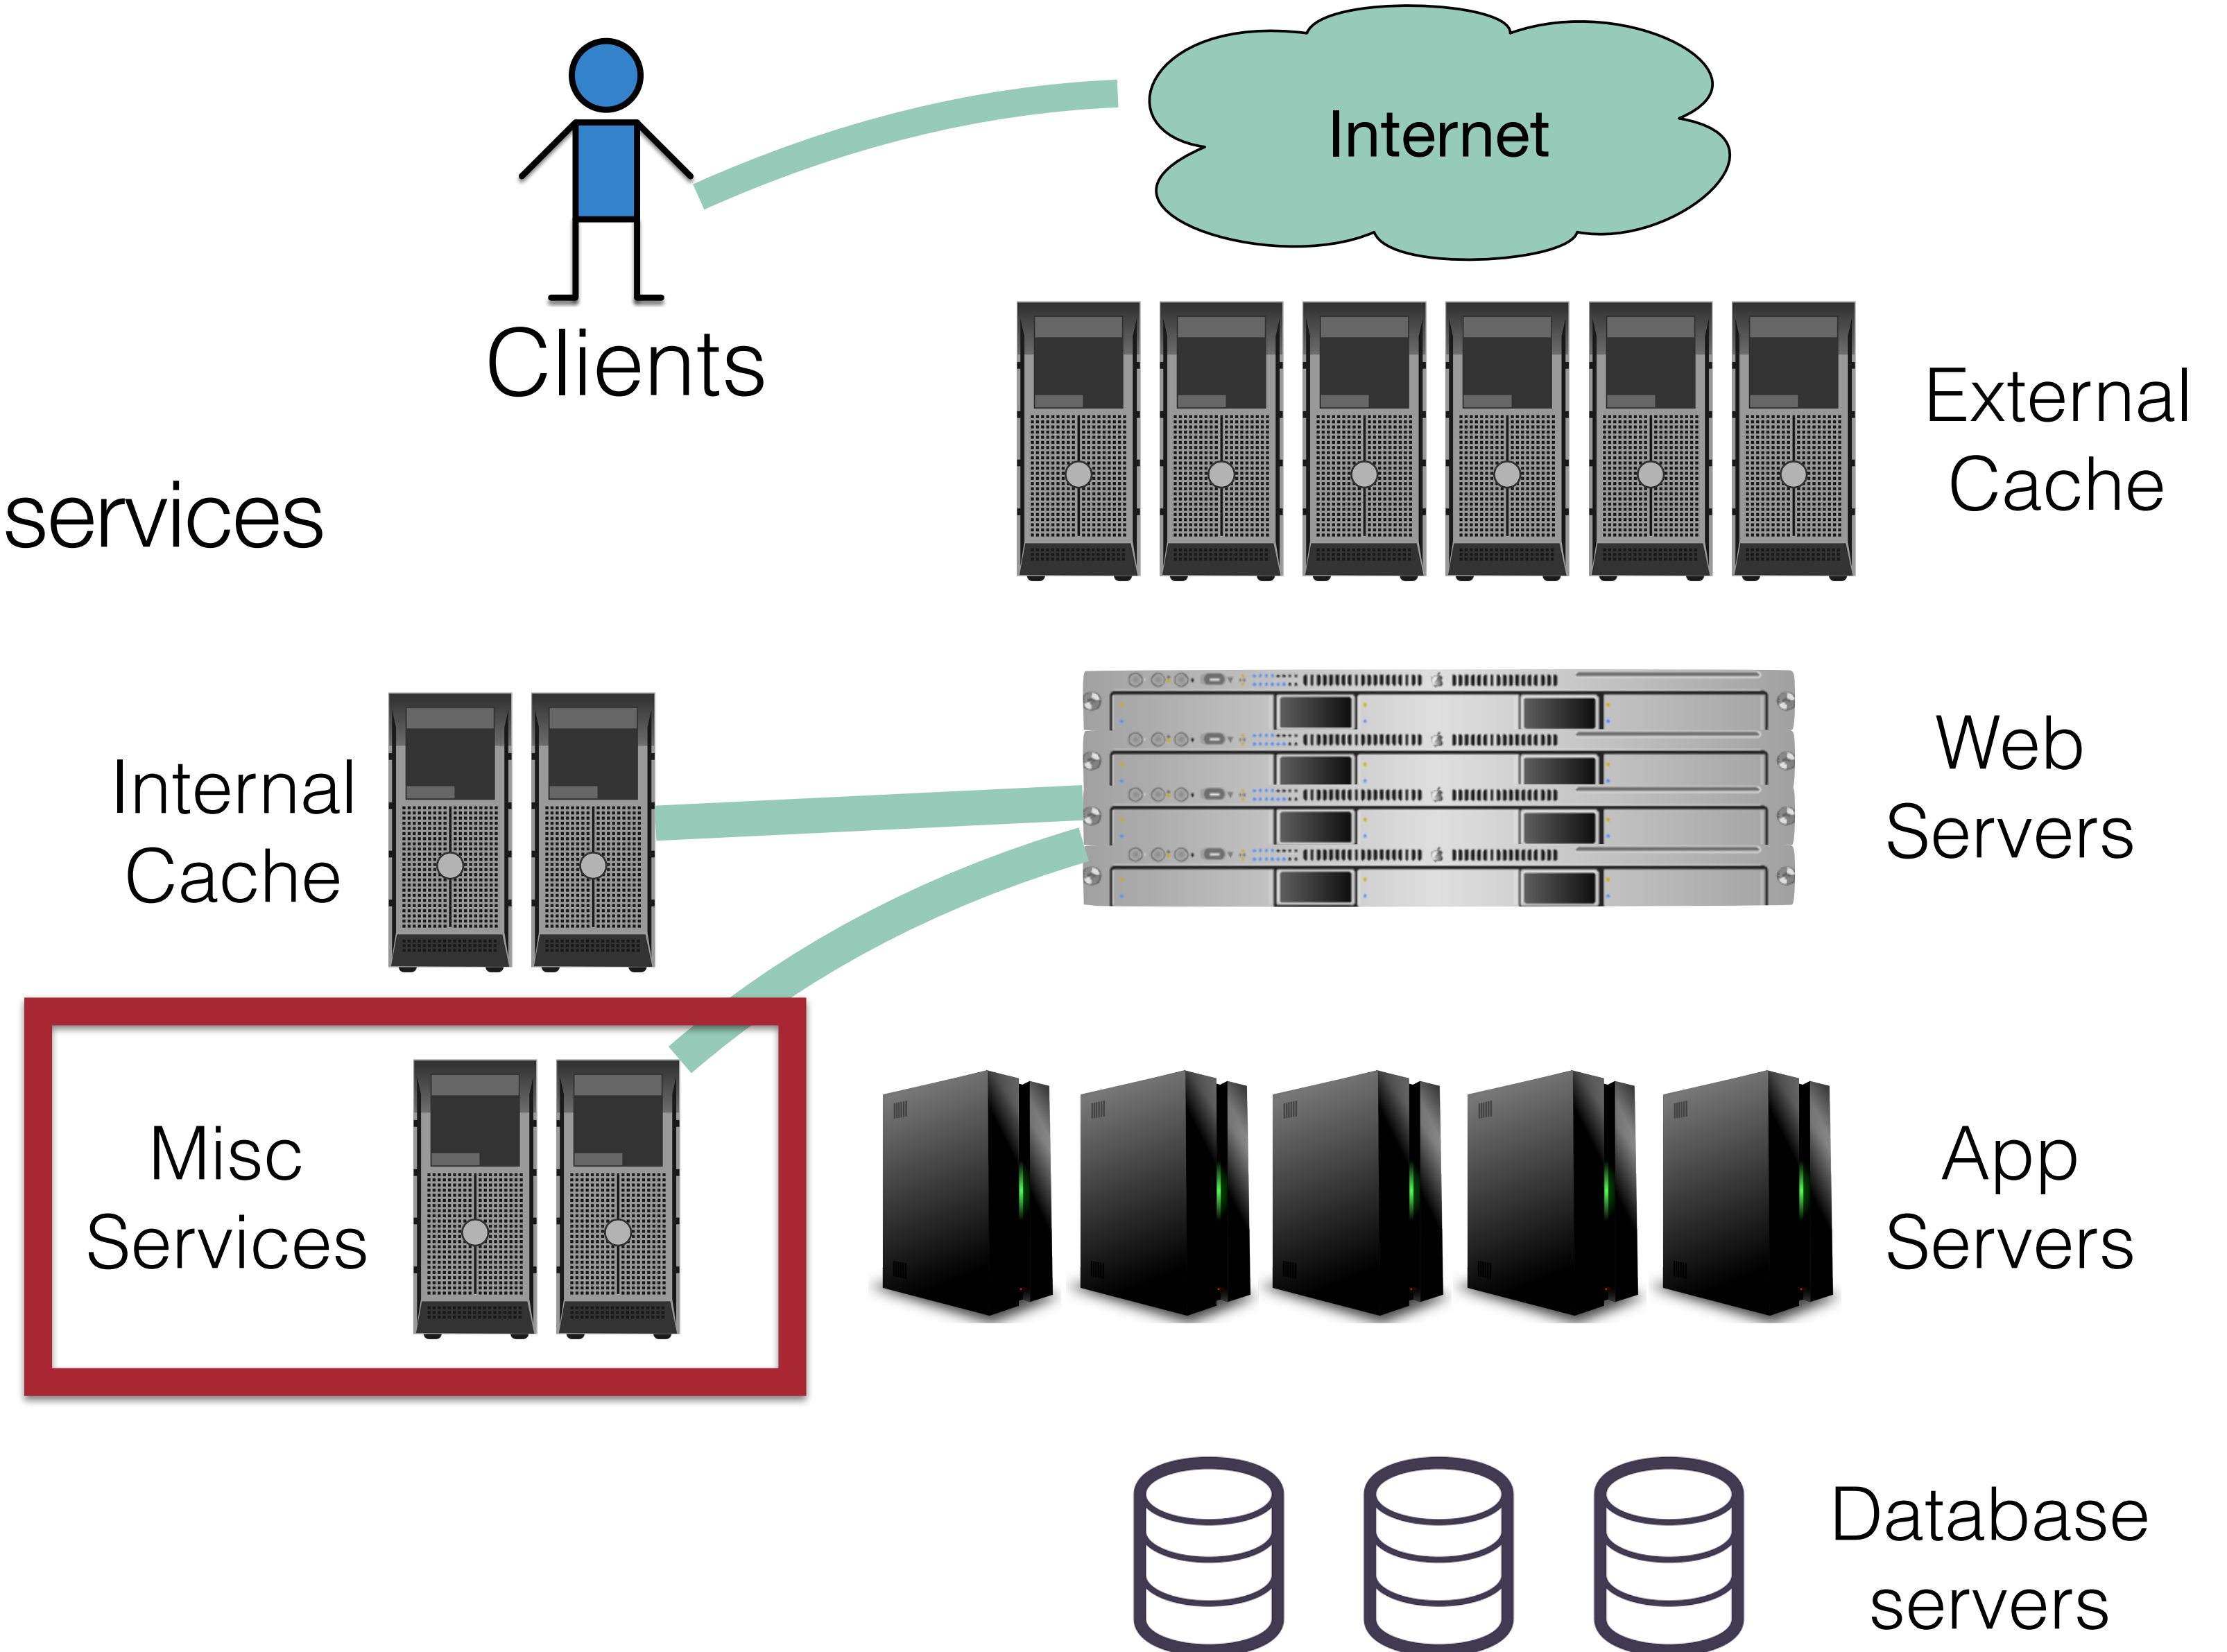 Internet
Clients
External
Cache
services
Internal
Cache
Web
Servers
Misc
Services
App
Servers
Database
servers